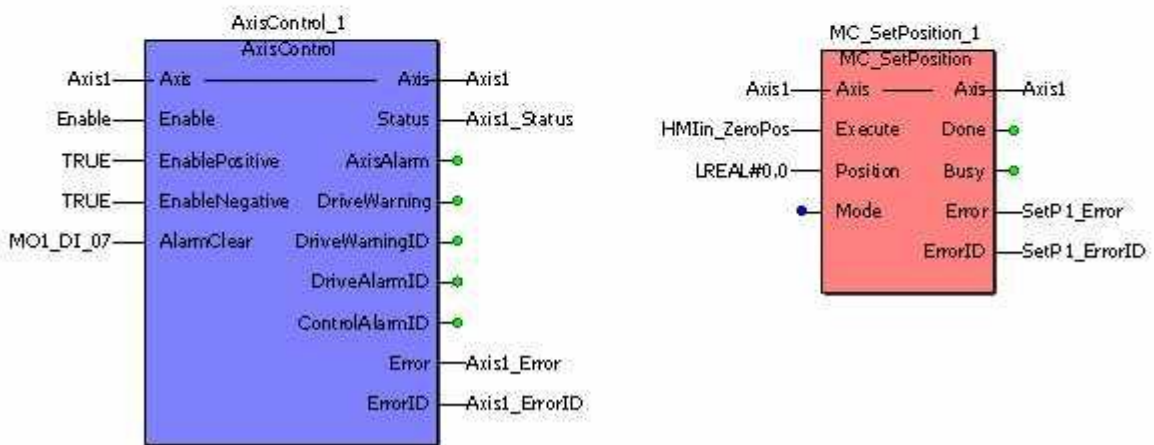 AxisControl_1
AxisControl
Axis1 Axis Axis Axis1
Enable Enable Status Axis1_Status
TRUE EnablePositive AxisAlarm
TRUE EnableNegative DriveWarning
MO1_DI_07 AlarmClear DriveWarningID
DriveAlarmID
ControlAlarmID
Error Axis1_Error
ErrorID Axis1_ErrorID
MC_SetPosition_1
MC_SetPosition
Axis1 Axis Axis Axis1
HMIin_ZeroPos Execute Done
LREAL#0.0 Position Busy
Mode Error SetP1_Error
ErrorID SetP1_ErrorID